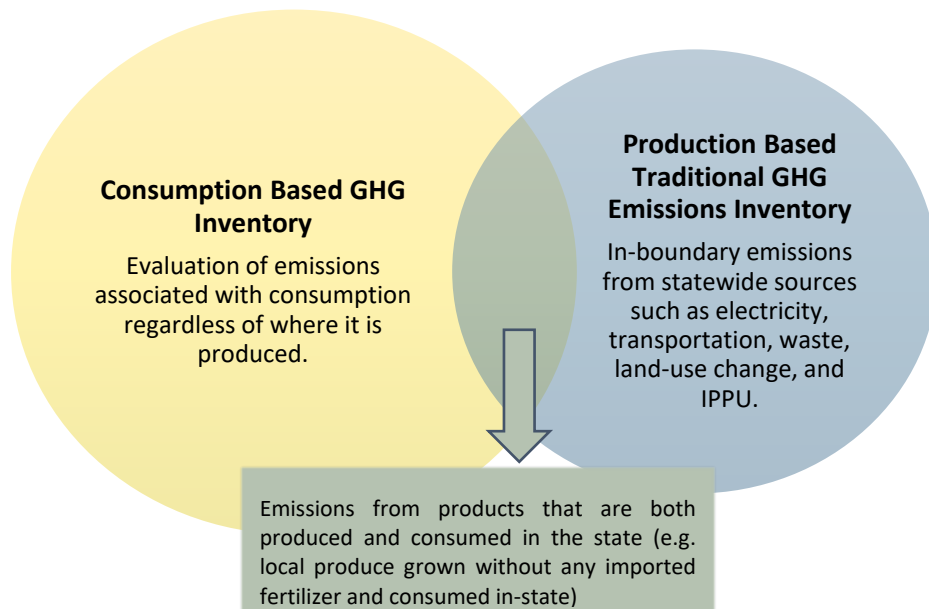 Consumption Based GHG
Inventory
Evaluation of emissions
associated with consumption
regardless of where it is
produced.
Production Based
Traditional GHG
Emissions Inventory
In-boundary emissions
from statewide sources
such as electricity,
transportation, waste,
land-use change, and
IPPU.
Emissions from products that are both
produced and consumed in the state (e.g.
local produce grown without any imported
fertilizer and consumed in-state)